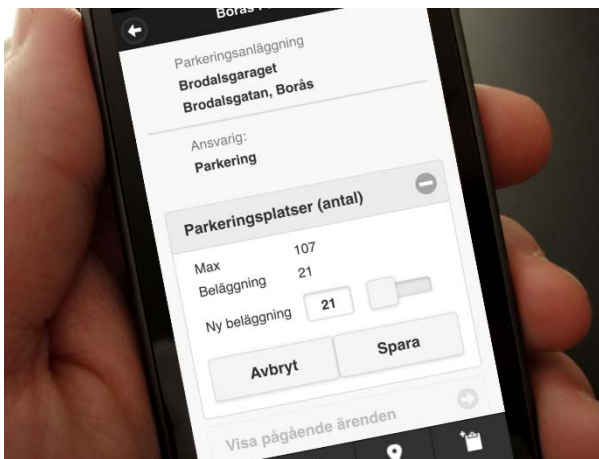 Borås
Parkeringsanläggning
Brodalsgaraget
Brodalsgatan, Borås
Ansvarig:
Parkering
Parkeringsplatser (antal)
Max 107
Beläggning 21
Ny beläggning 21
Avbryt Spara
Visa pågående ärenden